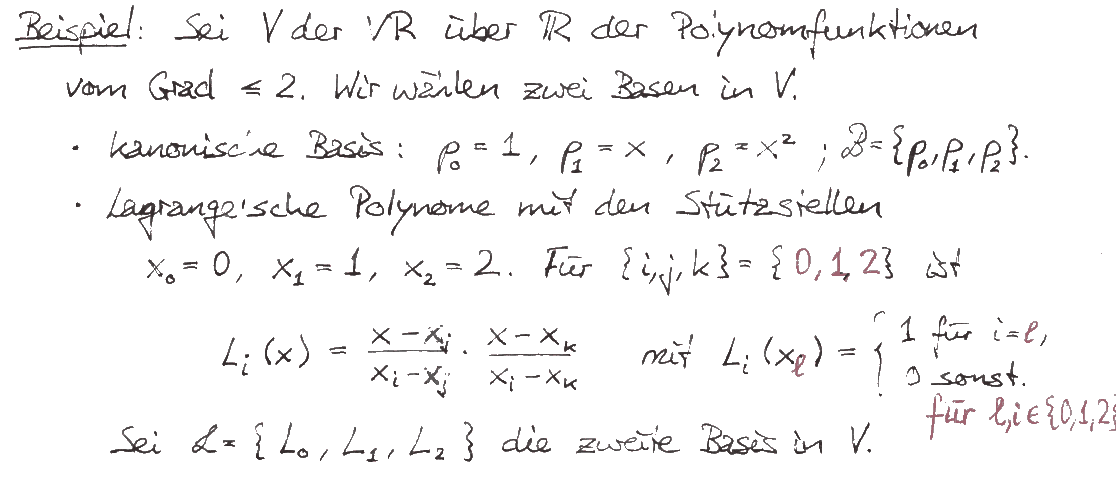 Beispiel: Sei V der VR über ℝ der Polynomfunktionen
vom Grad ≤ 2. Wir wählen zwei Basen in V.
• kanonische Basis: p₀ = 1, p₁ = x, p₂ = x² ; ℬ = {p₀, p₁, p₂}.
• Lagrange'sche Polynome mit den Stützstellen
x₀ = 0, x₁ = 1, x₂ = 2. Für {i,j,k} = {0,1,2} ist
Lᵢ(x) = (x − xⱼ)/(xᵢ − xⱼ) · (x − xₖ)/(xᵢ − xₖ) mit Lᵢ(x_ℓ) = { 1 für i=ℓ, 0 sonst.
für ℓ,i ∈ {0,1,2}
Sei ℒ = {L₀, L₁, L₂} die zweite Basis in V.